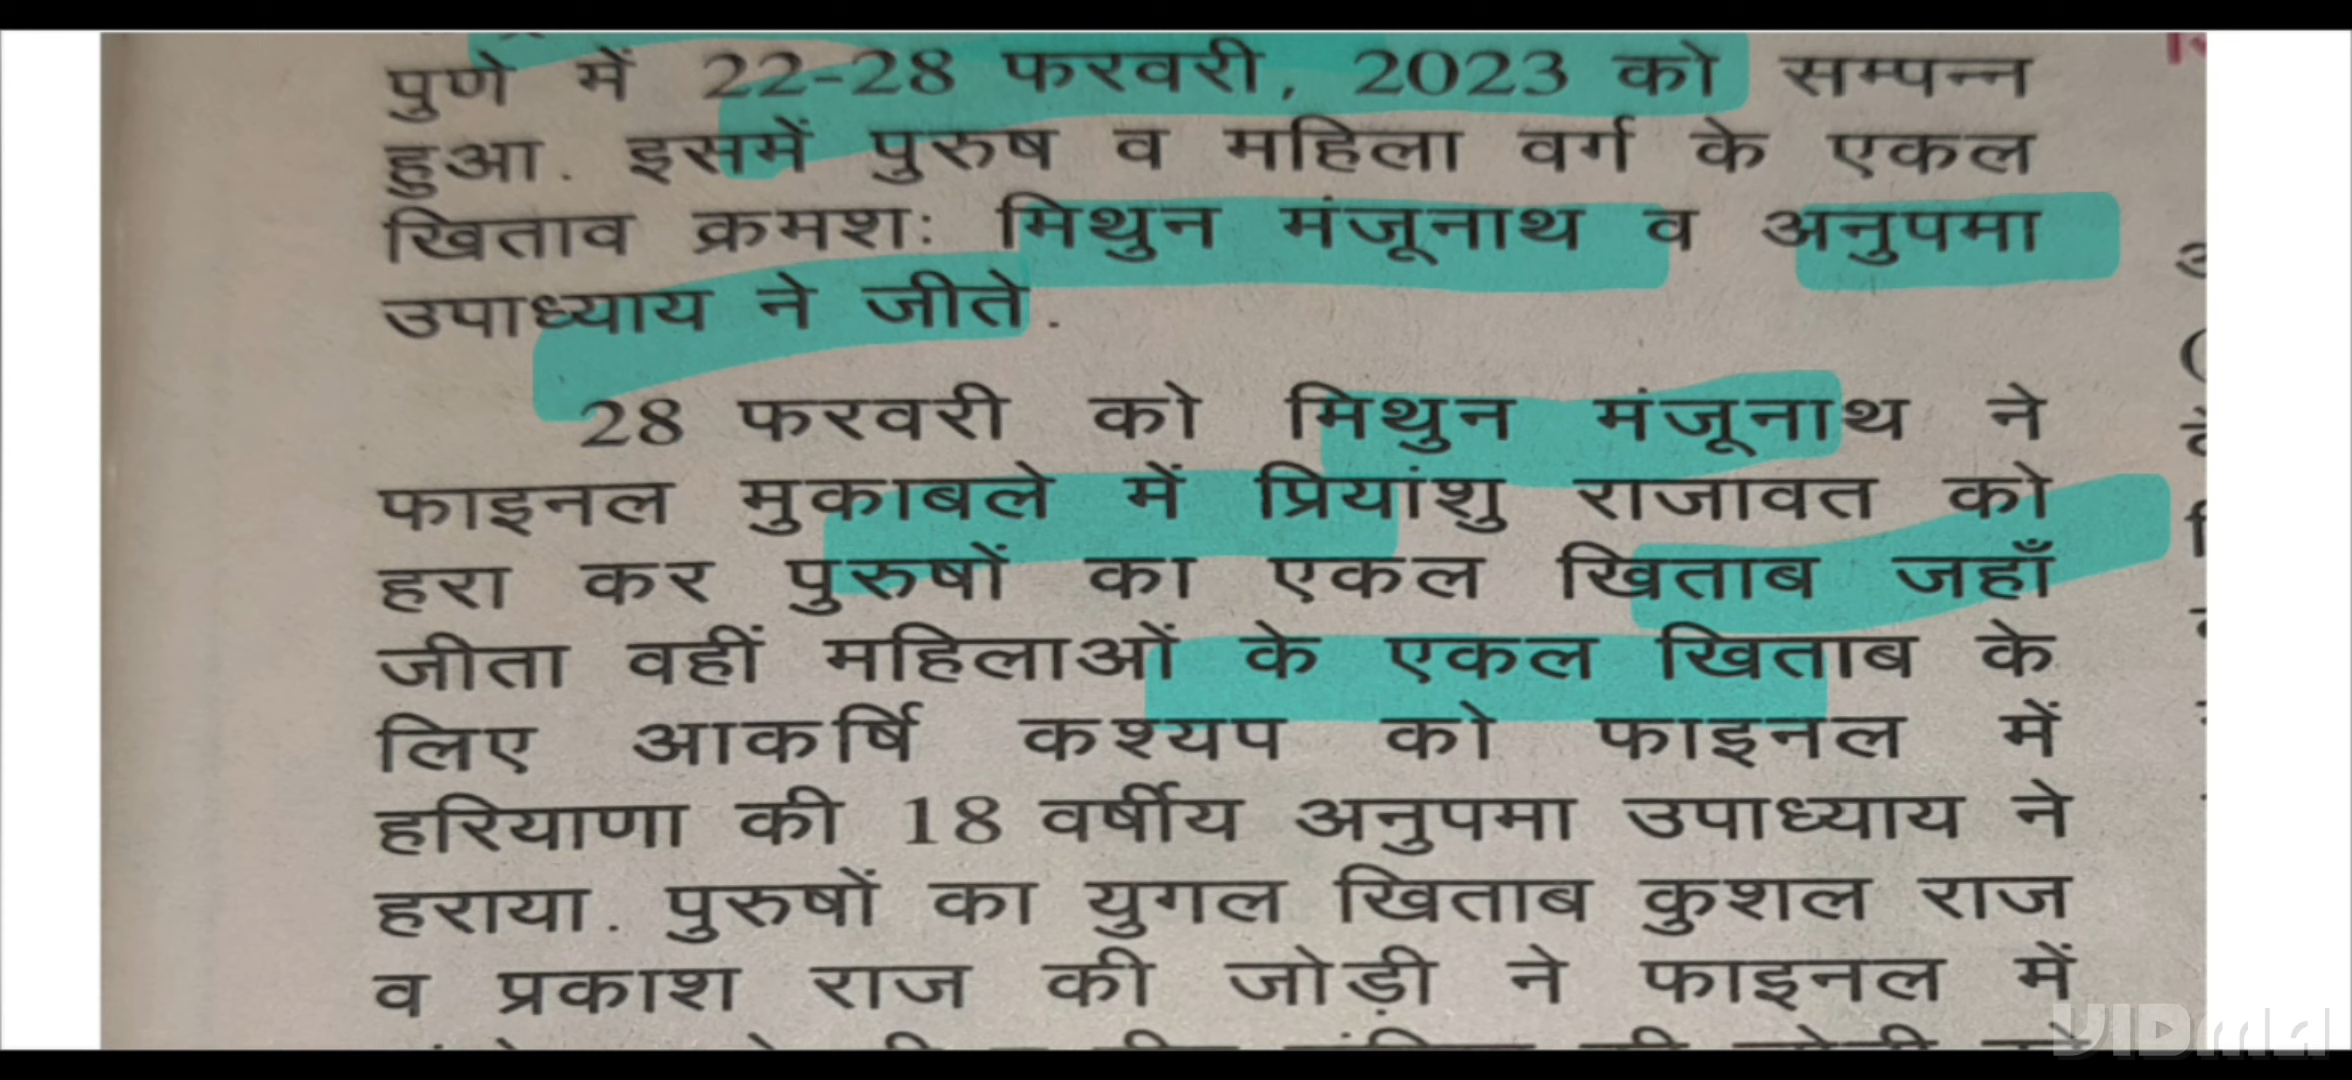 पुणे में 22-28 फरवरी, 2023 को सम्पन्न
हुआ. इसमें पुरुष व महिला वर्ग के एकल
खिताव क्रमशः मिथुन मंजूनाथ व अनुपमा
उपाध्याय ने जीते.
28 फरवरी को मिथुन मंजूनाथ ने
फाइनल मुकाबले में प्रियांशु राजावत को
हरा कर पुरुषों का एकल खिताब जहाँ
जीता वहीं महिलाओं के एकल खिताब के
लिए आकर्षि कश्यप को फाइनल में
हरियाणा की 18 वर्षीय अनुपमा उपाध्याय ने
हराया. पुरुषों का युगल खिताब कुशल राज
व प्रकाश राज की जोड़ी ने फाइनल में
VIDma